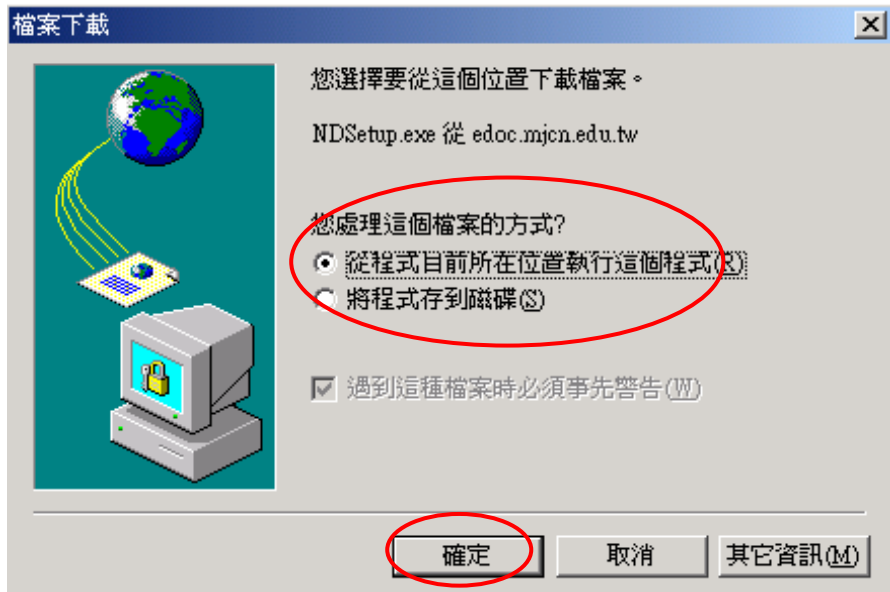 檔案下載
您選擇要從這個位置下載檔案。
NDSetup.exe 從 edoc.mjcn.edu.tw
您處理這個檔案的方式?
從程式目前所在位置執行這個程式(R)
將程式存到磁碟(S)
遇到這種檔案時必須事先警告(W)
確定 取消 其它資訊(M)